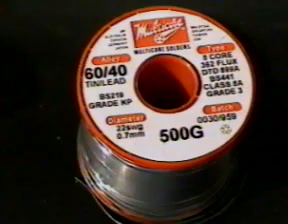 Multicore
MULTICORE SOLDERS
Alloy
60/40
TIN/LEAD
BS219
GRADE KP
Diameter
22swg
0.7mm
Type
5 CORE
362 FLUX
DTD 599A
BS441
CLASS 5A
GRADE 3
Batch
0030/959
500G